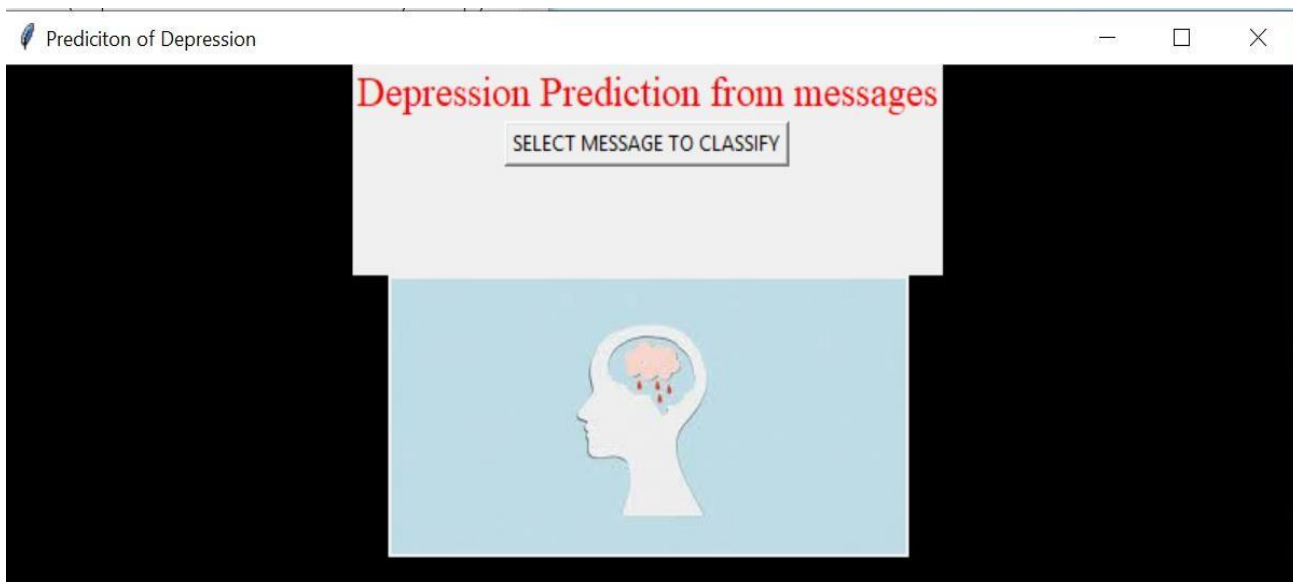 Prediciton of Depression
Depression Prediction from messages
SELECT MESSAGE TO CLASSIFY